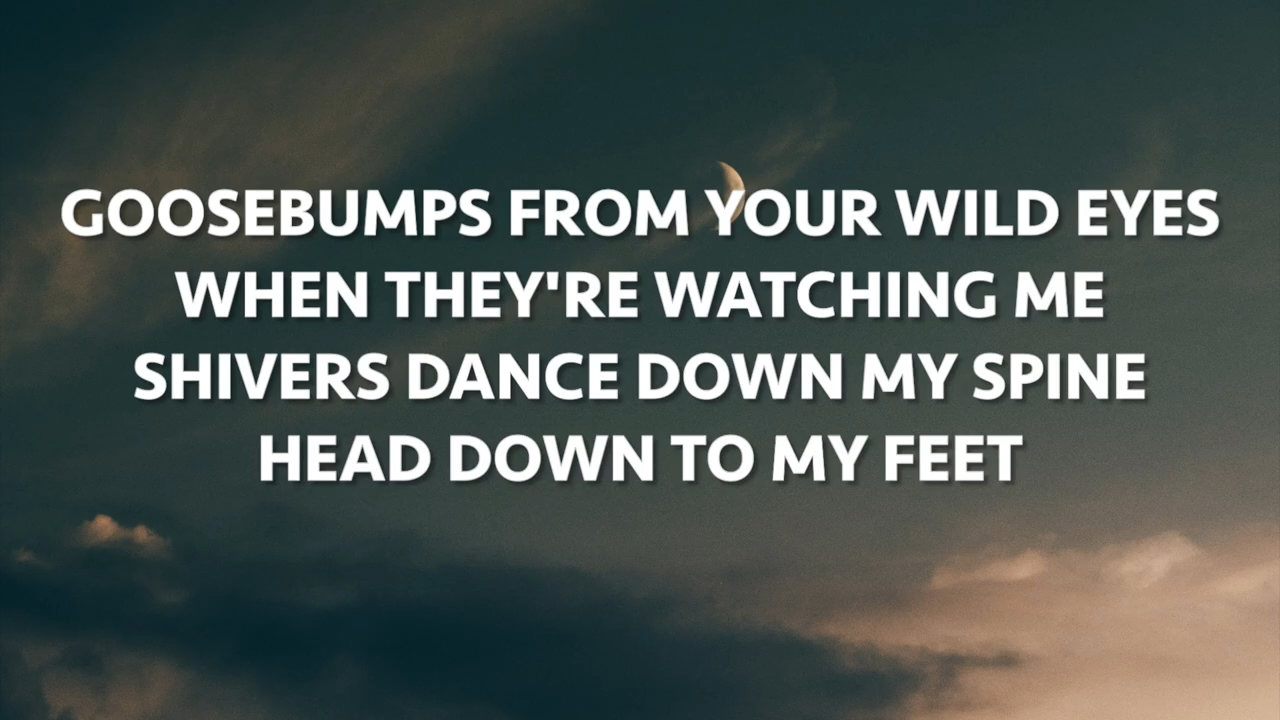 GOOSEBUMPS FROM YOUR WILD EYES
WHEN THEY'RE WATCHING ME
SHIVERS DANCE DOWN MY SPINE
HEAD DOWN TO MY FEET